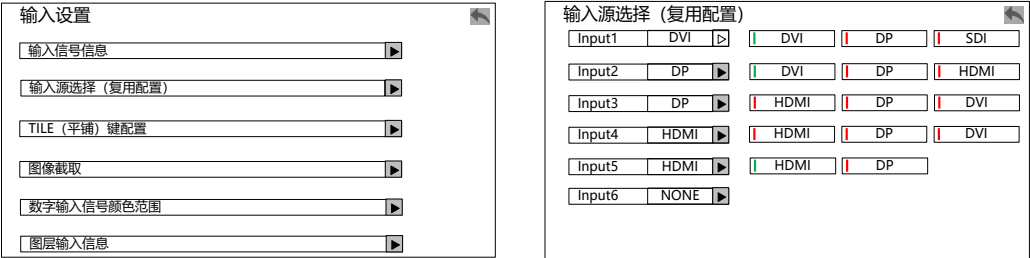 输入设置
输入信号信息
输入源选择（复用配置）
TILE（平铺）键配置
图像截取
数字输入信号颜色范围
图层输入信息
输入源选择（复用配置）
Input1 DVI DVI DP SDI
Input2 DP DVI DP HDMI
Input3 DP HDMI DP DVI
Input4 HDMI HDMI DP DVI
Input5 HDMI HDMI DP
Input6 NONE